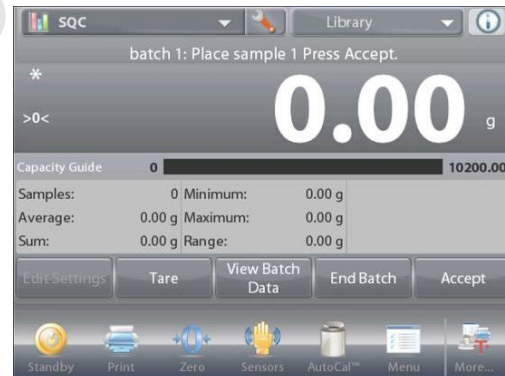 SQC Library
batch 1: Place sample 1 Press Accept.
*
>0<
0.00 g
Capacity Guide 0 10200.00
Samples: 0 Minimum: 0.00 g
Average: 0.00 g Maximum: 0.00 g
Sum: 0.00 g Range: 0.00 g
Edit Settings Tare View Batch Data End Batch Accept
Standby Print Zero Sensors AutoCal™ Menu More...